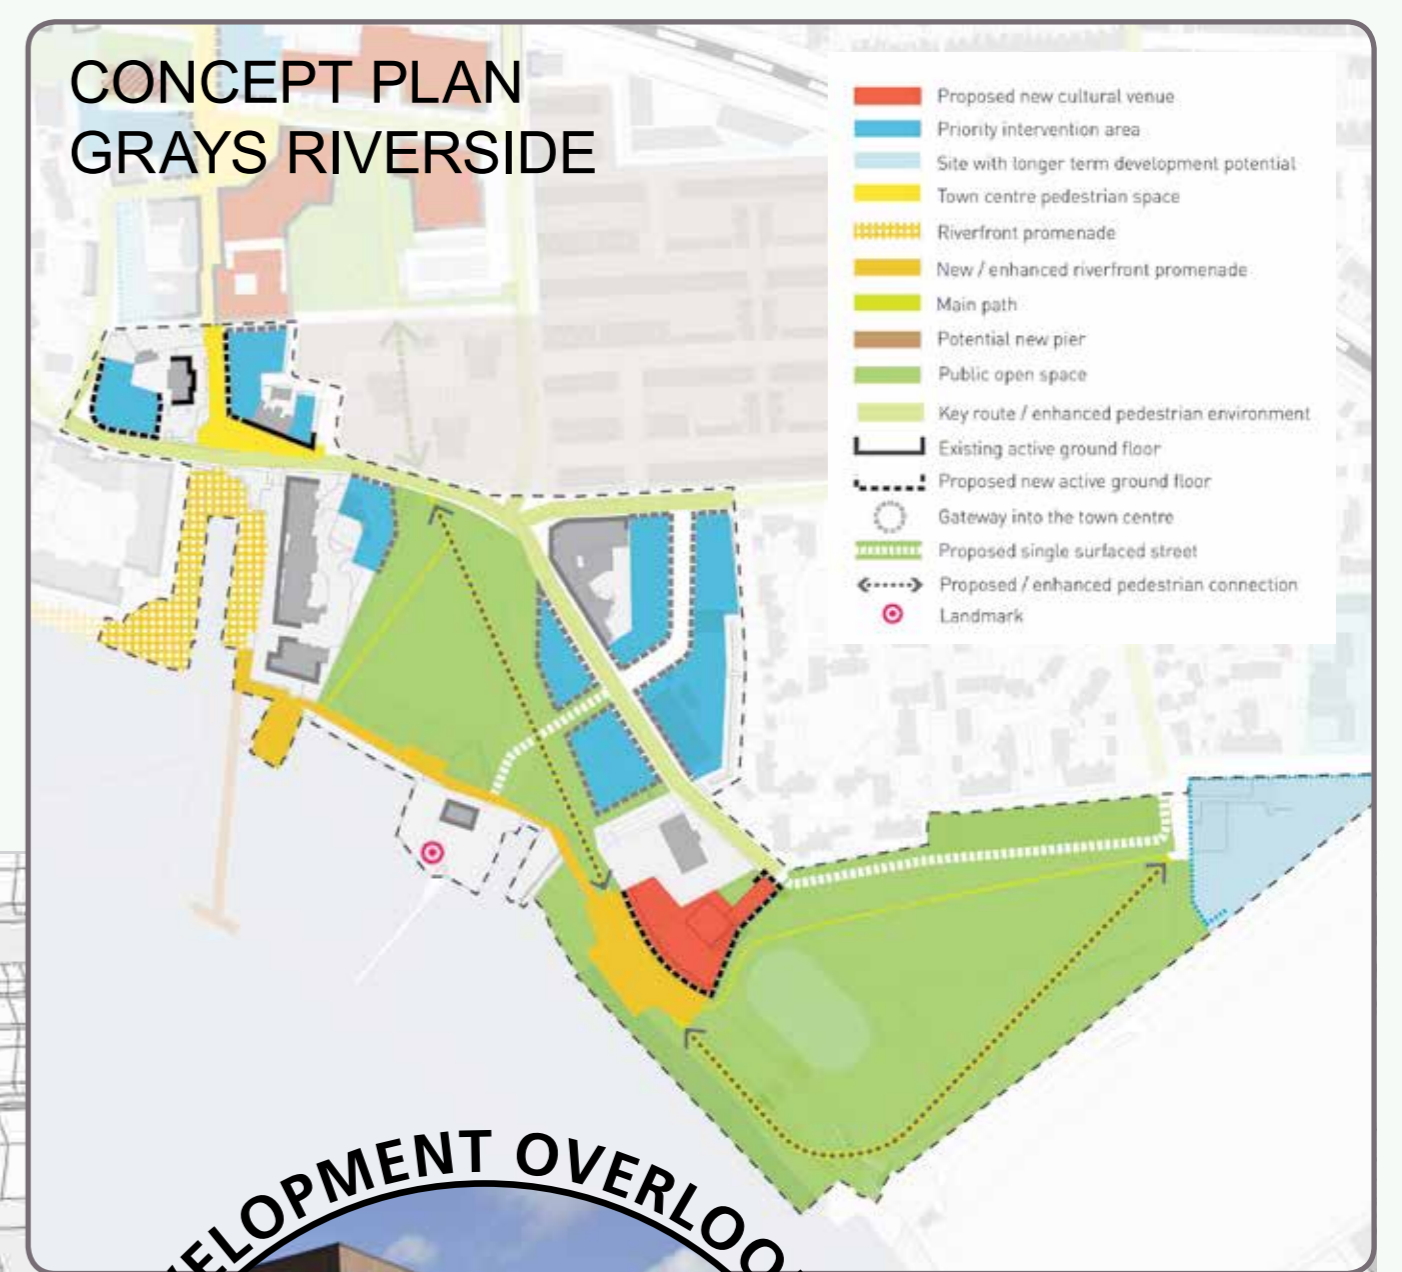 CONCEPT PLAN
GRAYS RIVERSIDE
Proposed new cultural venue
Priority intervention area
Site with longer term development potential
Town centre pedestrian space
Riverfront promenade
New / enhanced riverfront promenade
Main path
Potential new pier
Public open space
Key route / enhanced pedestrian environment
Existing active ground floor
Proposed new active ground floor
Gateway into the town centre
Proposed single surfaced street
Proposed / enhanced pedestrian connection
Landmark
ELOPMENT OVERLOO